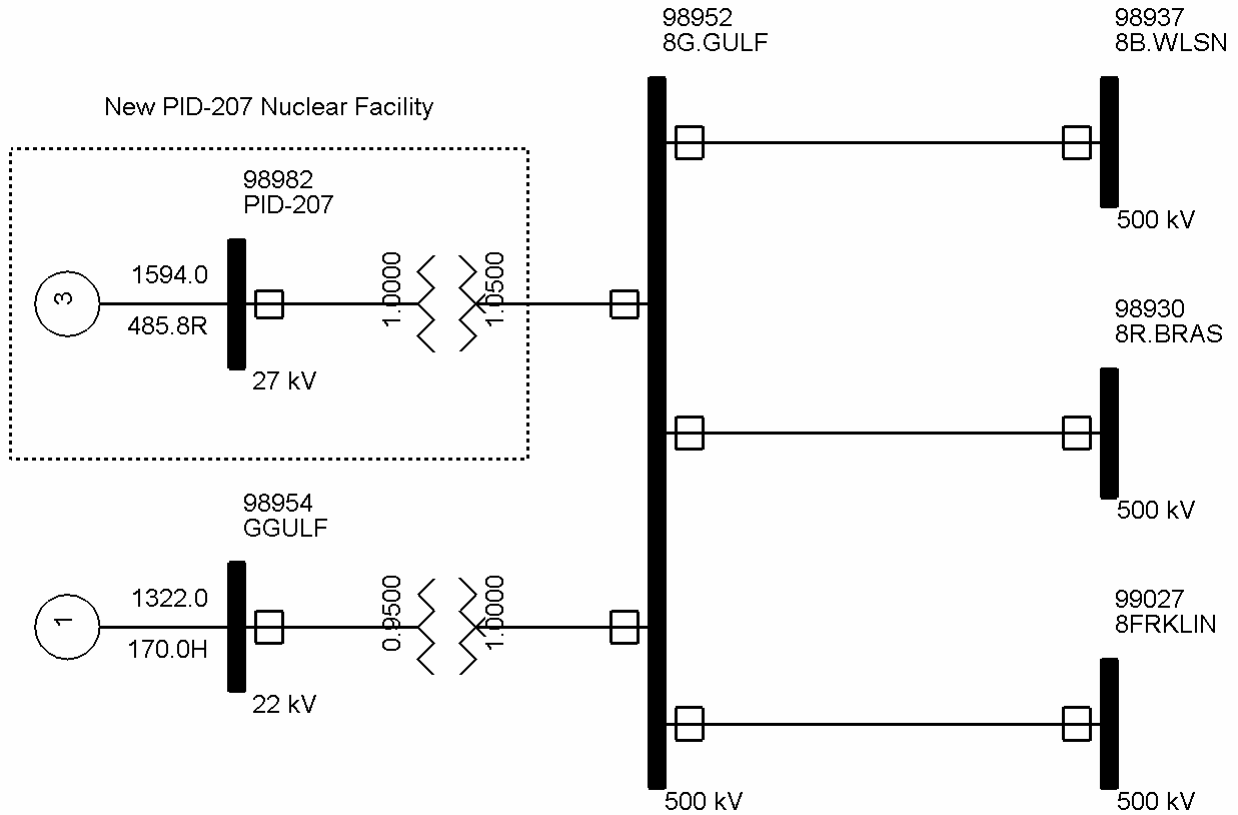 98952
8G.GULF
98937
8B.WLSN
New PID-207 Nuclear Facility
98982
PID-207
500 kV
3
1594.0
485.8R
1.0000
1.0500
27 kV
98930
8R.BRAS
500 kV
98954
GGULF
1
1322.0
170.0H
0.9500
1.0000
22 kV
99027
8FRKLIN
500 kV
500 kV